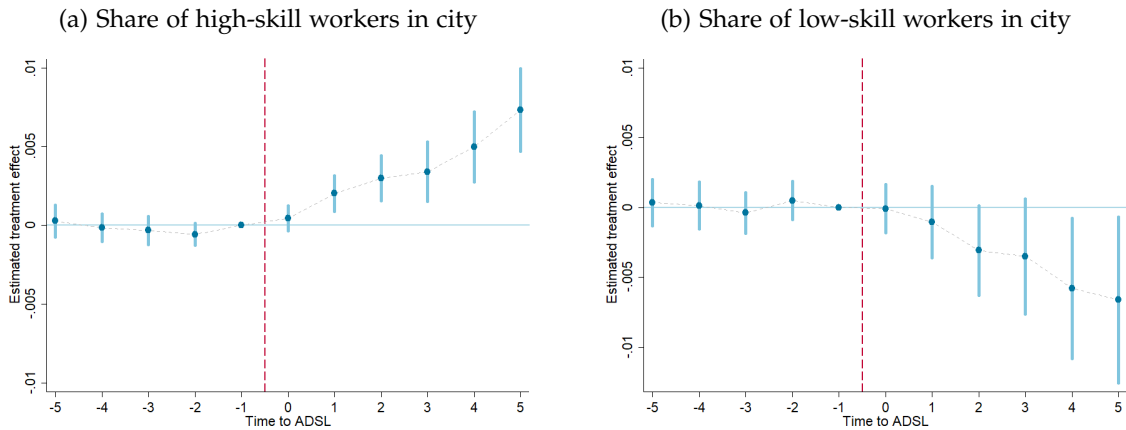 (a) Share of high-skill workers in city
.01
.005
0
-.005
-.01
Estimated treatment effect
-5 -4 -3 -2 -1 0 1 2 3 4 5
Time to ADSL
(b) Share of low-skill workers in city
.01
.005
0
-.005
-.01
Estimated treatment effect
-5 -4 -3 -2 -1 0 1 2 3 4 5
Time to ADSL